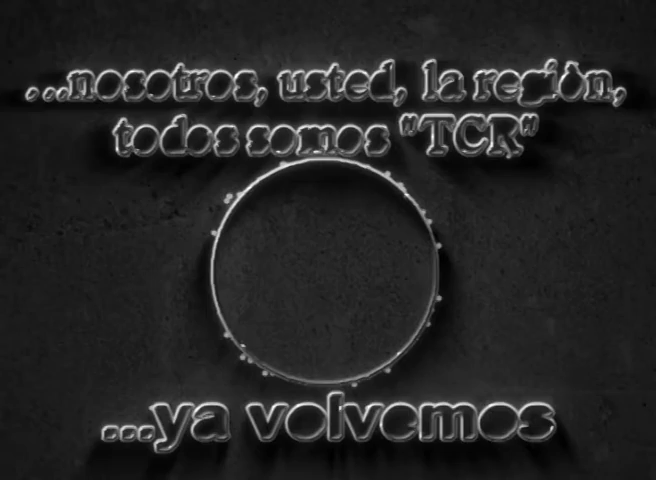 ...nosotros, usted, la región,
todos somos "TCR"
...ya volvemos